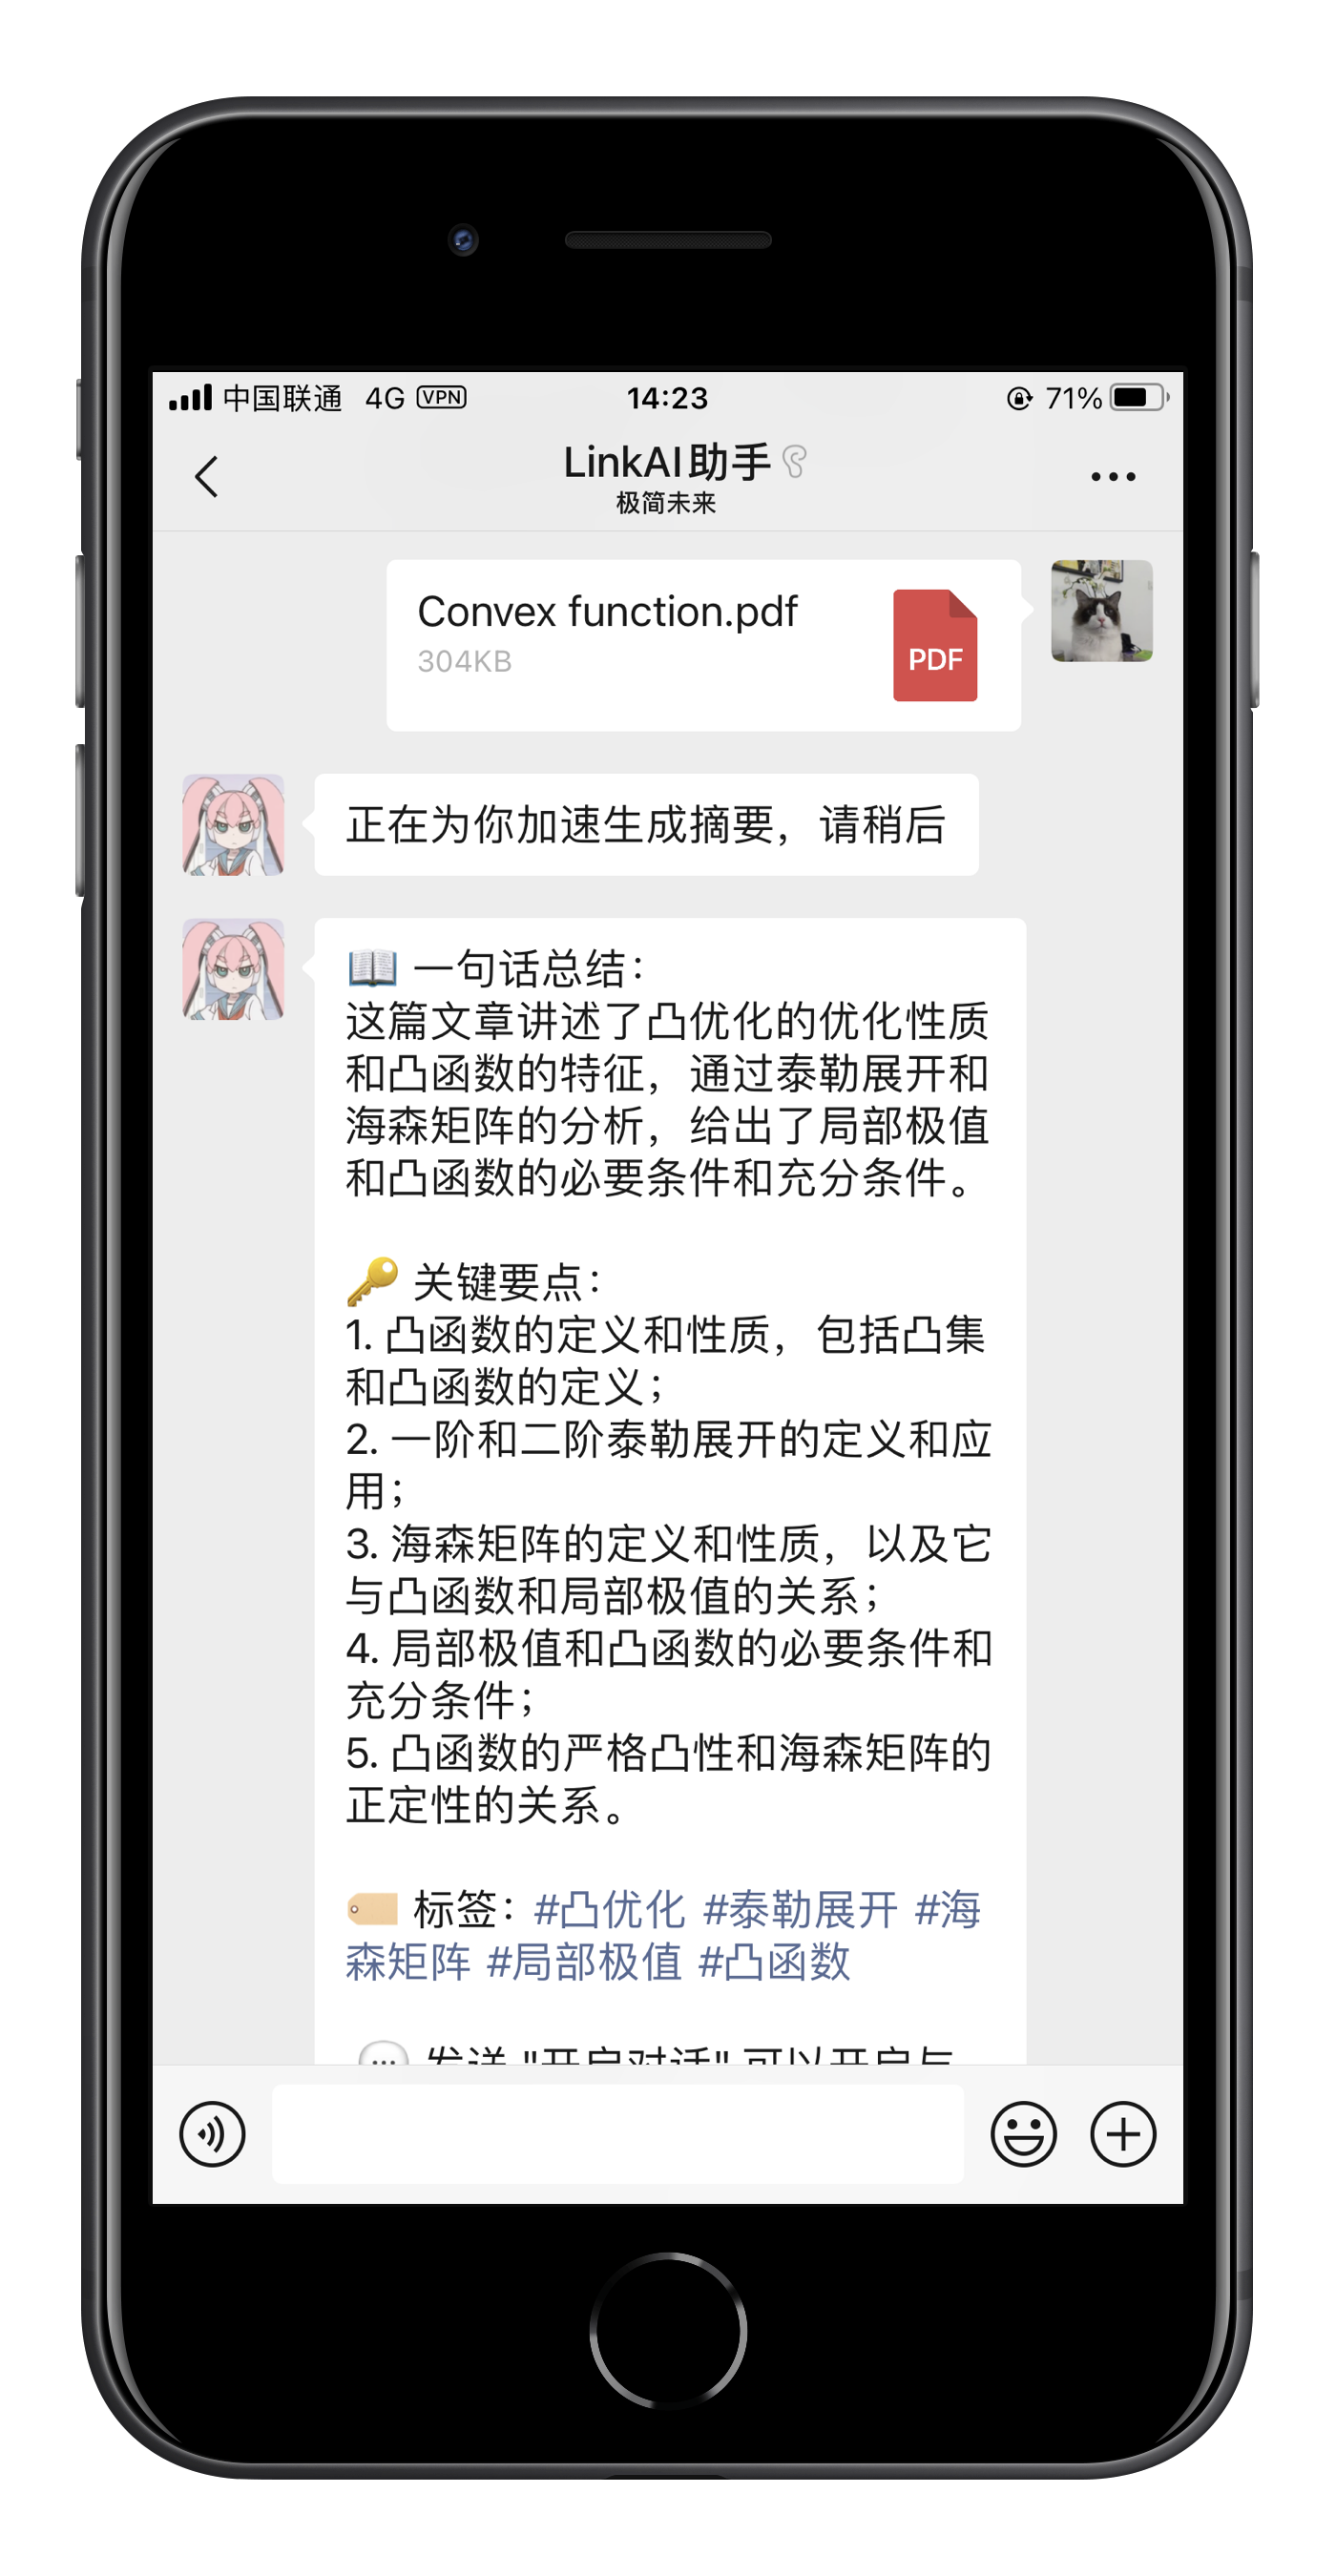 中国联通 4G VPN 14:23 71%
LinkAI助手
极简未来
Convex function.pdf
304KB
PDF
正在为你加速生成摘要，请稍后
📖 一句话总结：
这篇文章讲述了凸优化的优化性质
和凸函数的特征，通过泰勒展开和
海森矩阵的分析，给出了局部极值
和凸函数的必要条件和充分条件。
🔑 关键要点：
1. 凸函数的定义和性质，包括凸集
和凸函数的定义；
2. 一阶和二阶泰勒展开的定义和应
用；
3. 海森矩阵的定义和性质，以及它
与凸函数和局部极值的关系；
4. 局部极值和凸函数的必要条件和
充分条件；
5. 凸函数的严格凸性和海森矩阵的
正定性的关系。
🏷️ 标签：#凸优化 #泰勒展开 #海
森矩阵 #局部极值 #凸函数
💬 发送 "开启对话" 可以开启与